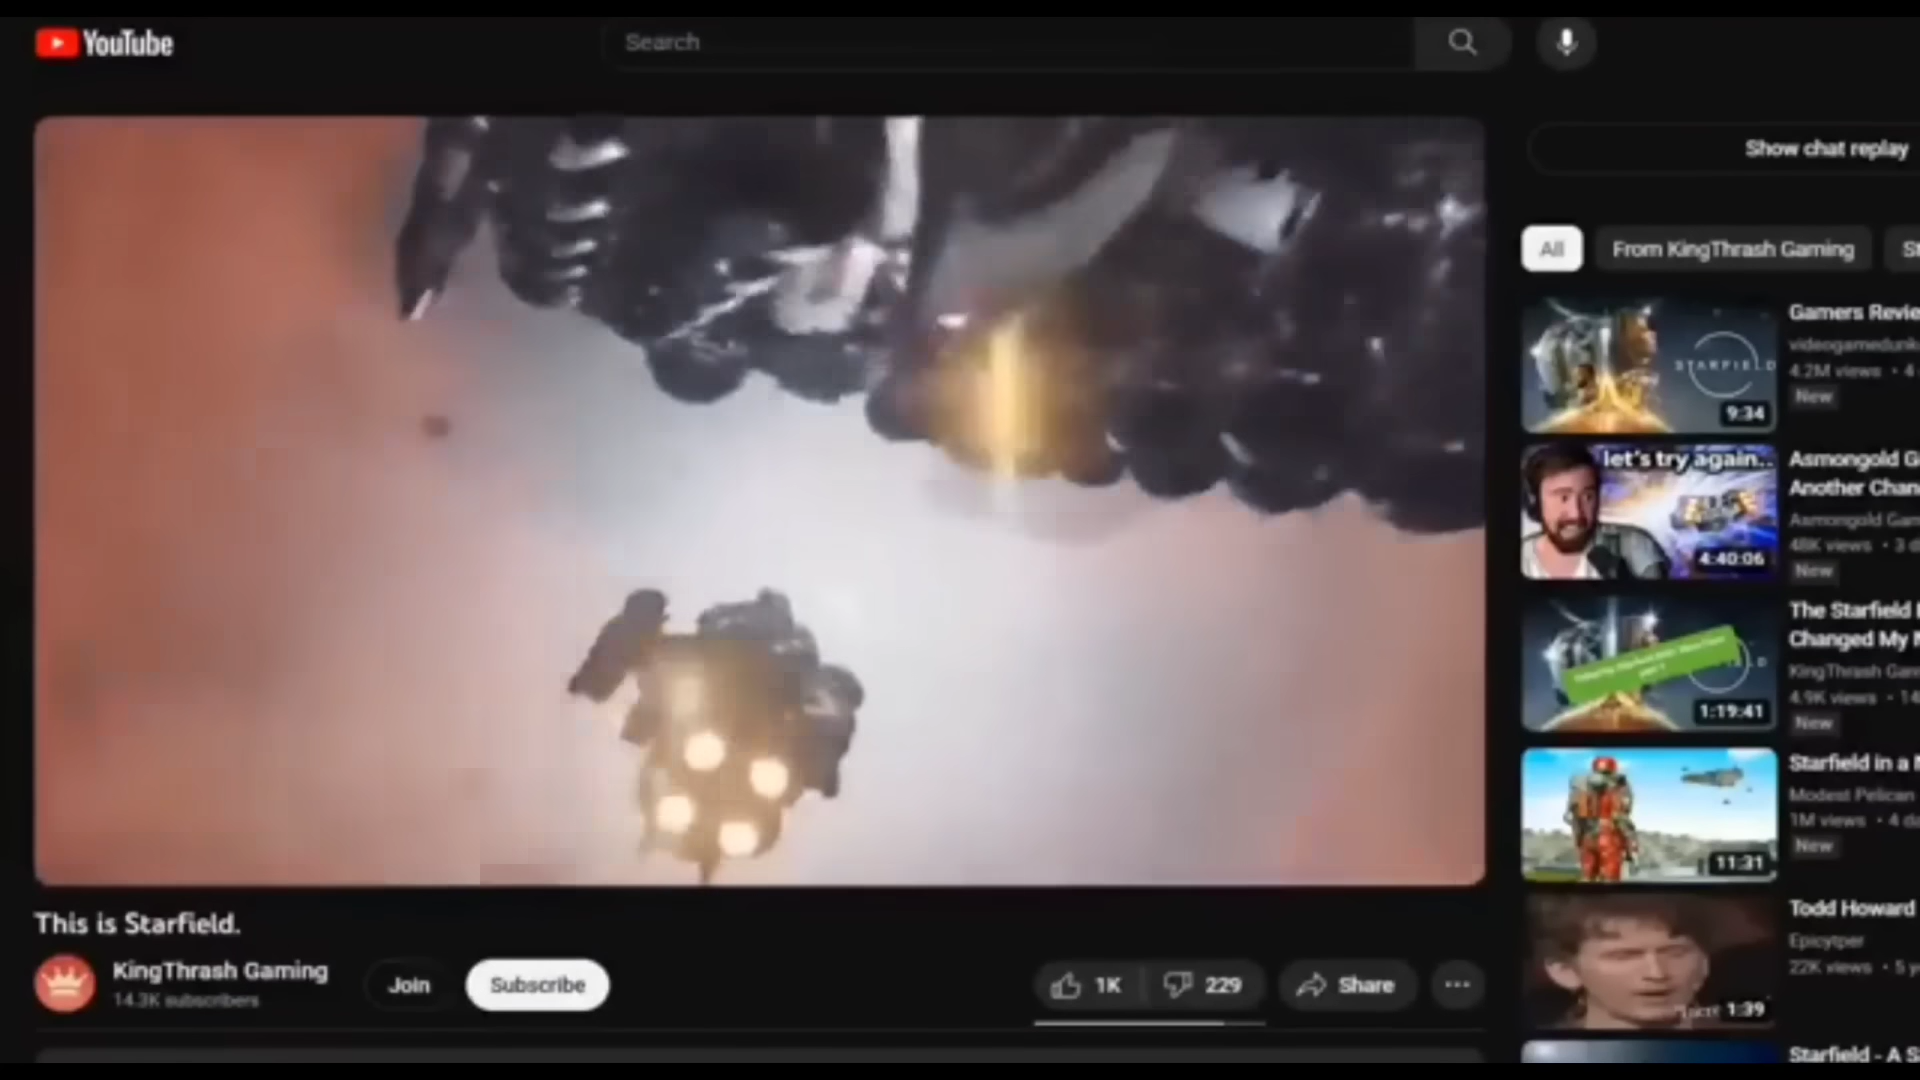 YouTube
Search
Show chat replay
All
From KingThrash Gaming
Gamers Revie
videogamedunk
4.2M views • 4
New
STARFIELD
9:34
let's try again..
4:40:06
Asmongold G
Another Chan
Asmongold Gam
48K views • 3 d
New
The Starfield
Changed My
KingThrash Gam
4.9K views • 14
New
1:19:41
Starfield in a
Modest Pelican
1M views • 4 da
New
11:31
Todd Howard
Epicytper
22K views • 5 y
1:39
Starfield - A S
This is Starfield.
KingThrash Gaming
14.3K subscribers
Join
Subscribe
1K
229
Share